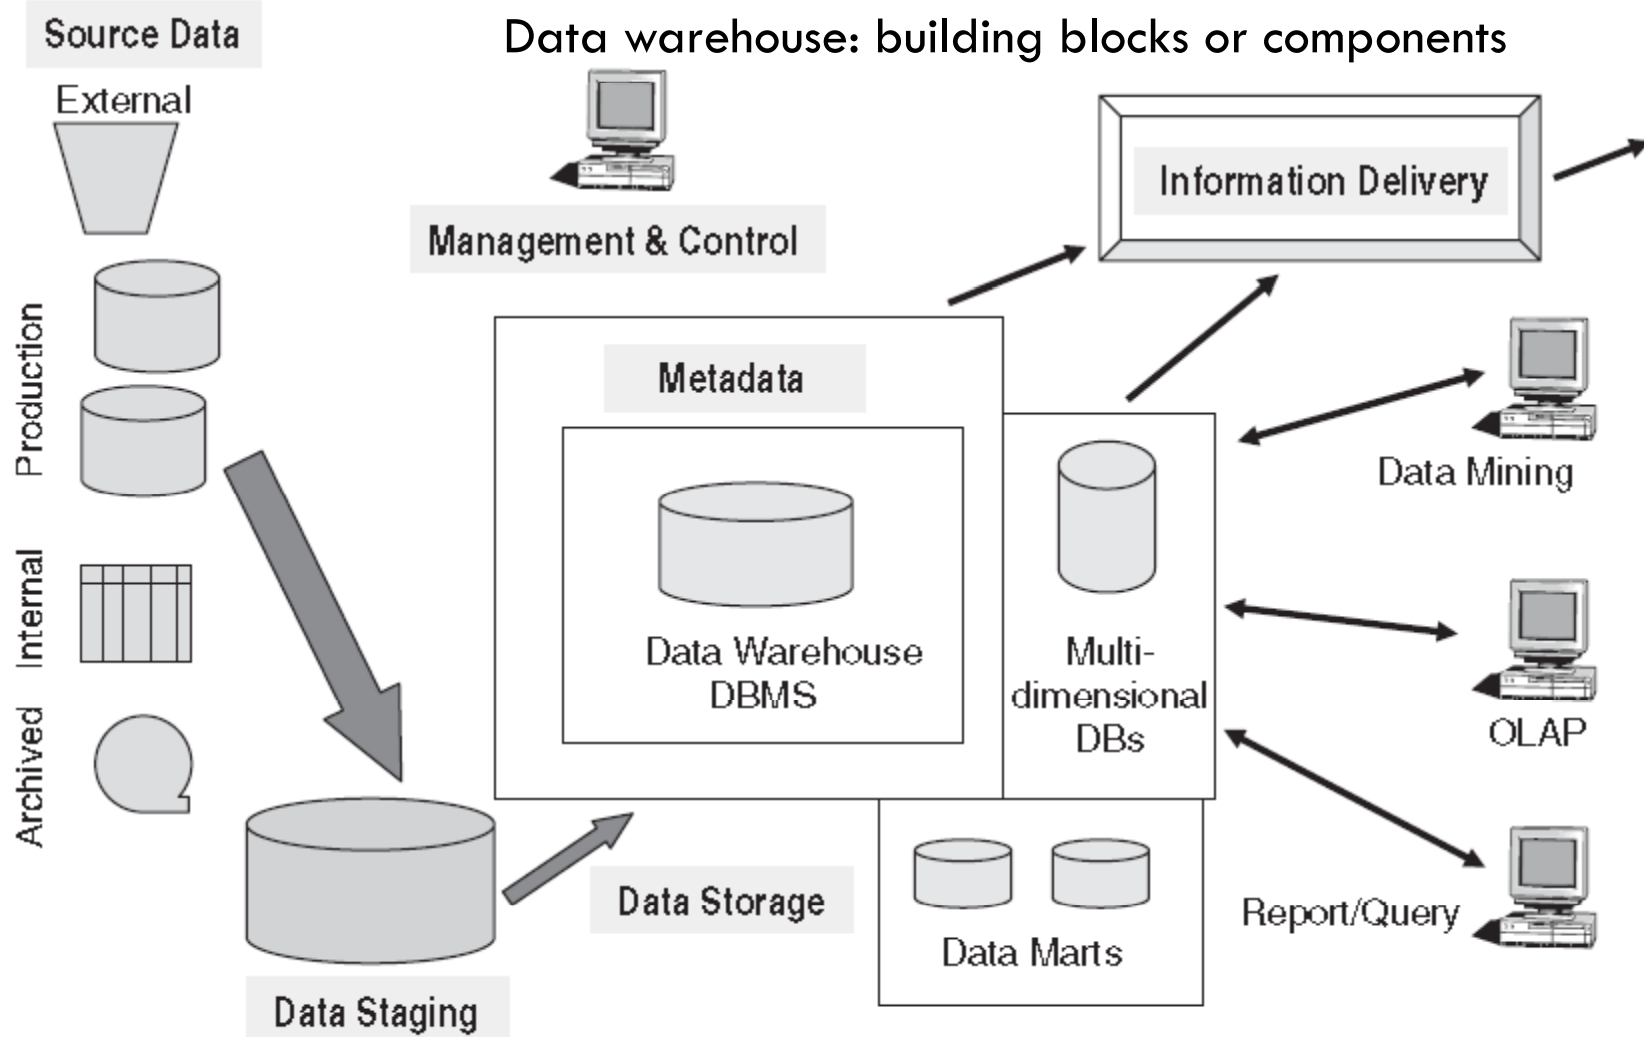 Data warehouse: building blocks or components
Source Data
External
Production
Internal
Archived
Management & Control
Information Delivery
Metadata
Data Warehouse
DBMS
Multi-
dimensional
DBs
Data Mining
OLAP
Report/Query
Data Marts
Data Storage
Data Staging